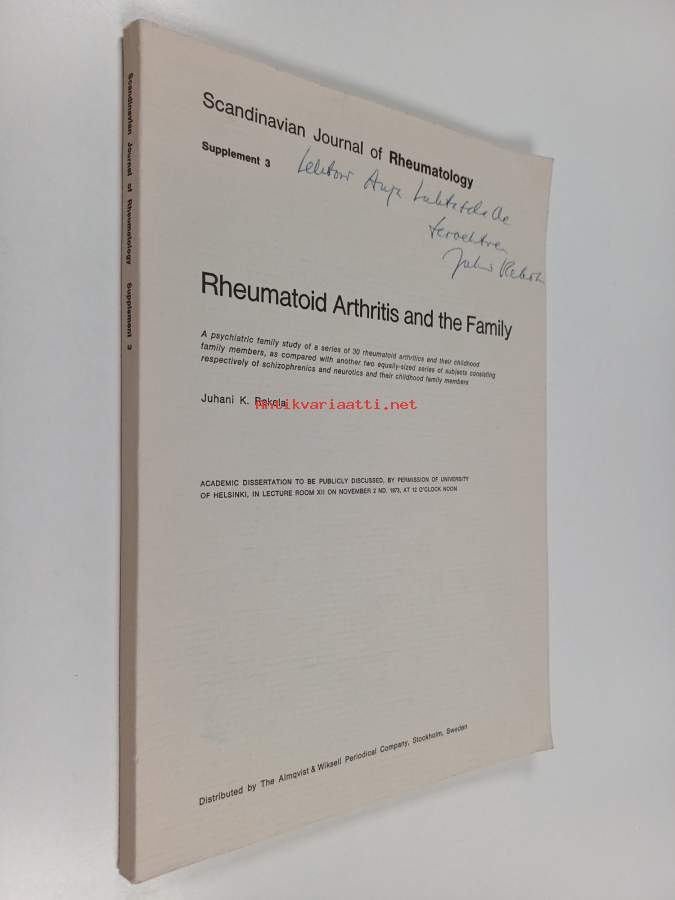 Scandinavian Journal of Rheumatology Supplement 3
Scandinavian Journal of Rheumatology
Supplement 3
Rheumatoid Arthritis and the Family
A psychiatric family study of a series of 30 rheumatoid arthritics and their childhood
family members, as compared with another two equally-sized series of subjects consisting
respectively of schizophrenics and neurotics and their childhood family members
Juhani K. Rekola
Antikvariaatti.net
ACADEMIC DISSERTATION TO BE PUBLICLY DISCUSSED, BY PERMISSION OF UNIVERSITY
OF HELSINKI, IN LECTURE ROOM XII ON NOVEMBER 2 ND. 1973, AT 12 O'CLOCK NOON
Distributed by The Almqvist & Wiksell Periodical Company, Stockholm, Sweden